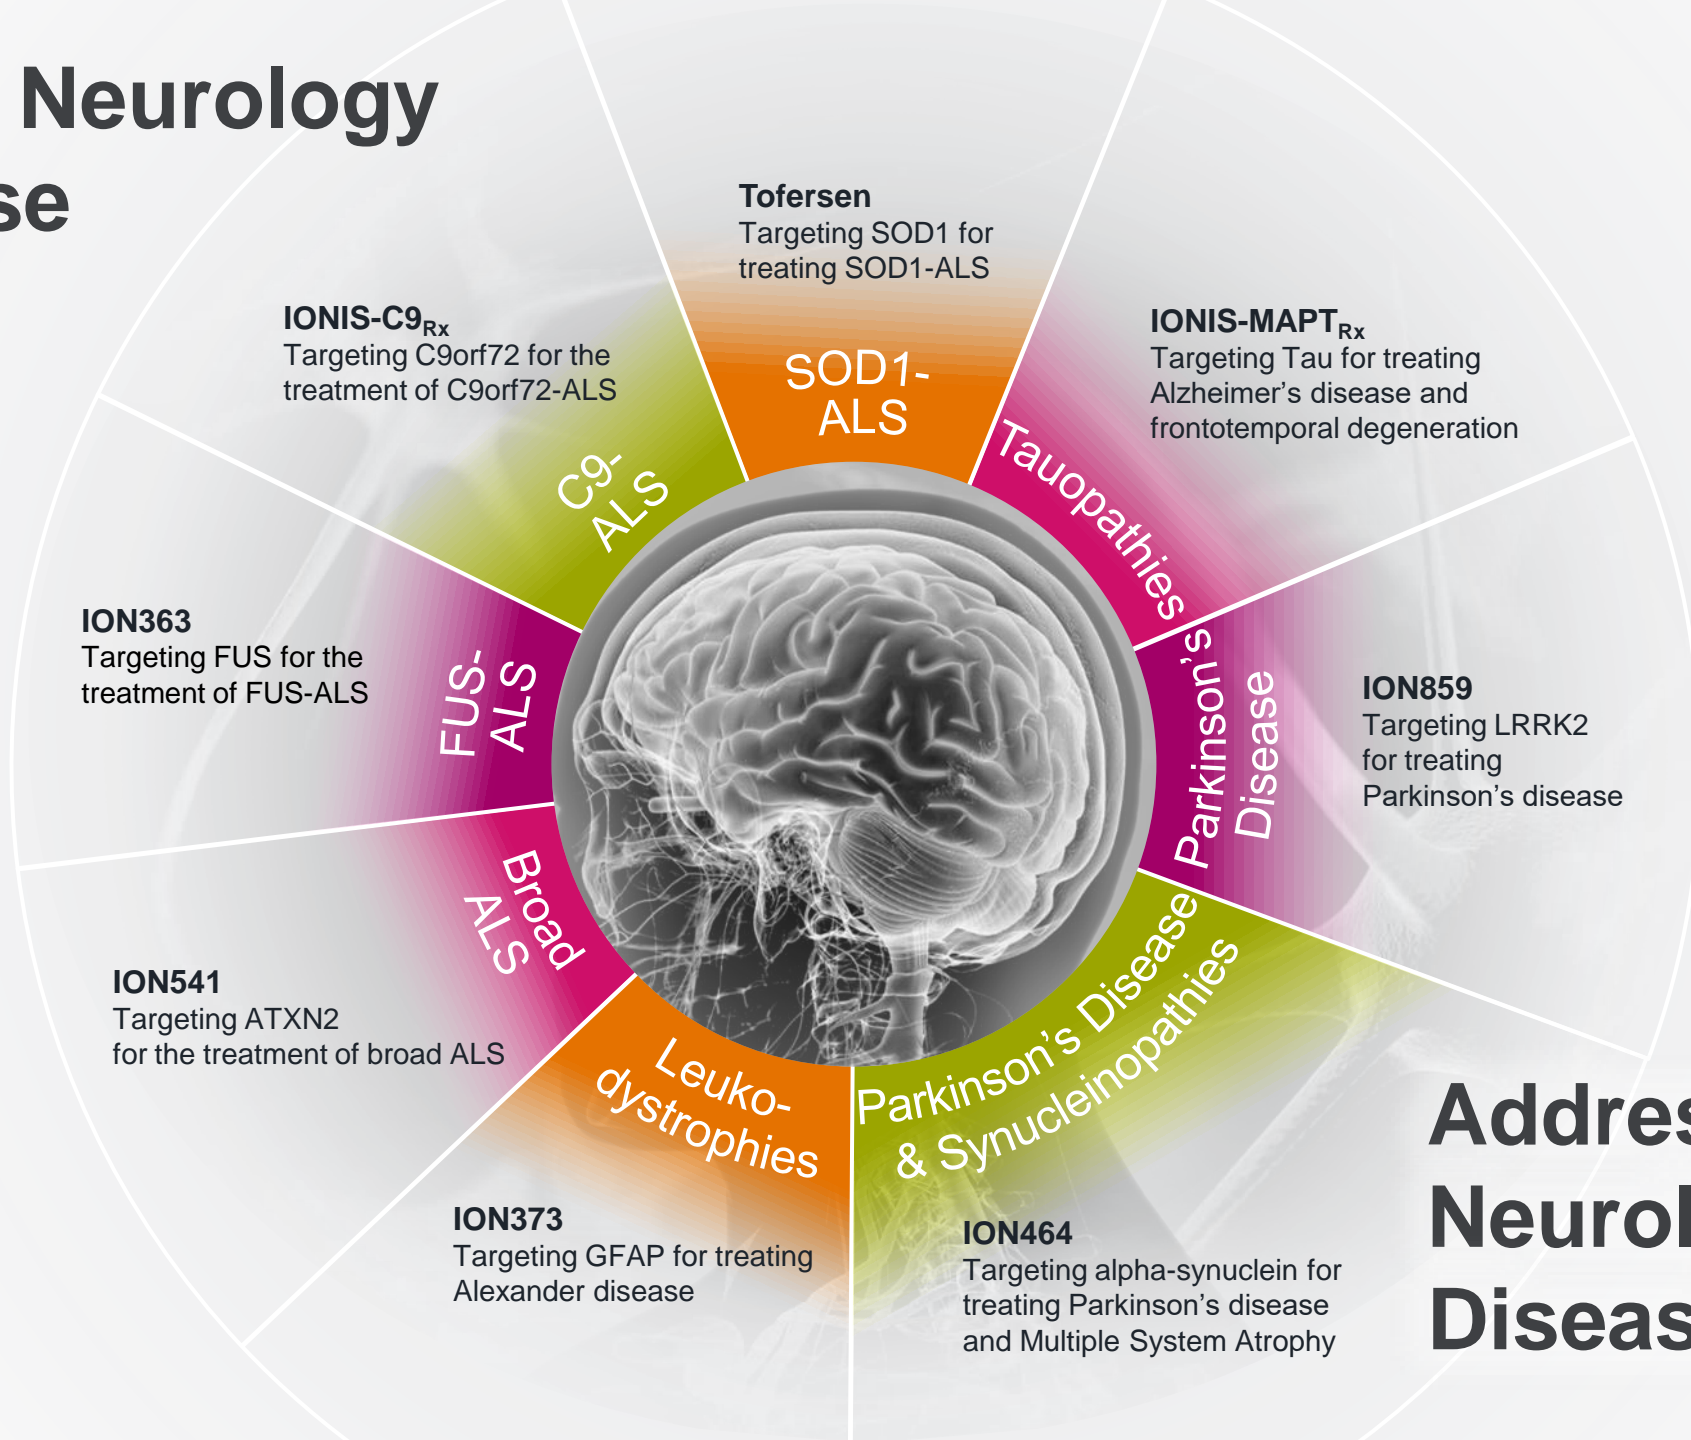 Neurology
Tofersen
Targeting SOD1 for
treating SOD1-ALS
SOD1-
ALS
IONIS-MAPTRx
Targeting Tau for treating
Alzheimer’s disease and
frontotemporal degeneration
Tauopathies
ION859
Targeting LRRK2
for treating
Parkinson’s disease
Parkinson’s
Disease
ION464
Targeting alpha-synuclein for
treating Parkinson’s disease
and Multiple System Atrophy
Parkinson’s Disease
& Synucleinopathies
ION373
Targeting GFAP for treating
Alexander disease
Leuko-
dystrophies
ION541
Targeting ATXN2
for the treatment of broad ALS
Broad
ALS
ION363
Targeting FUS for the
treatment of FUS-ALS
FUS-
ALS
IONIS-C9Rx
Targeting C9orf72 for the
treatment of C9orf72-ALS
C9-
ALS